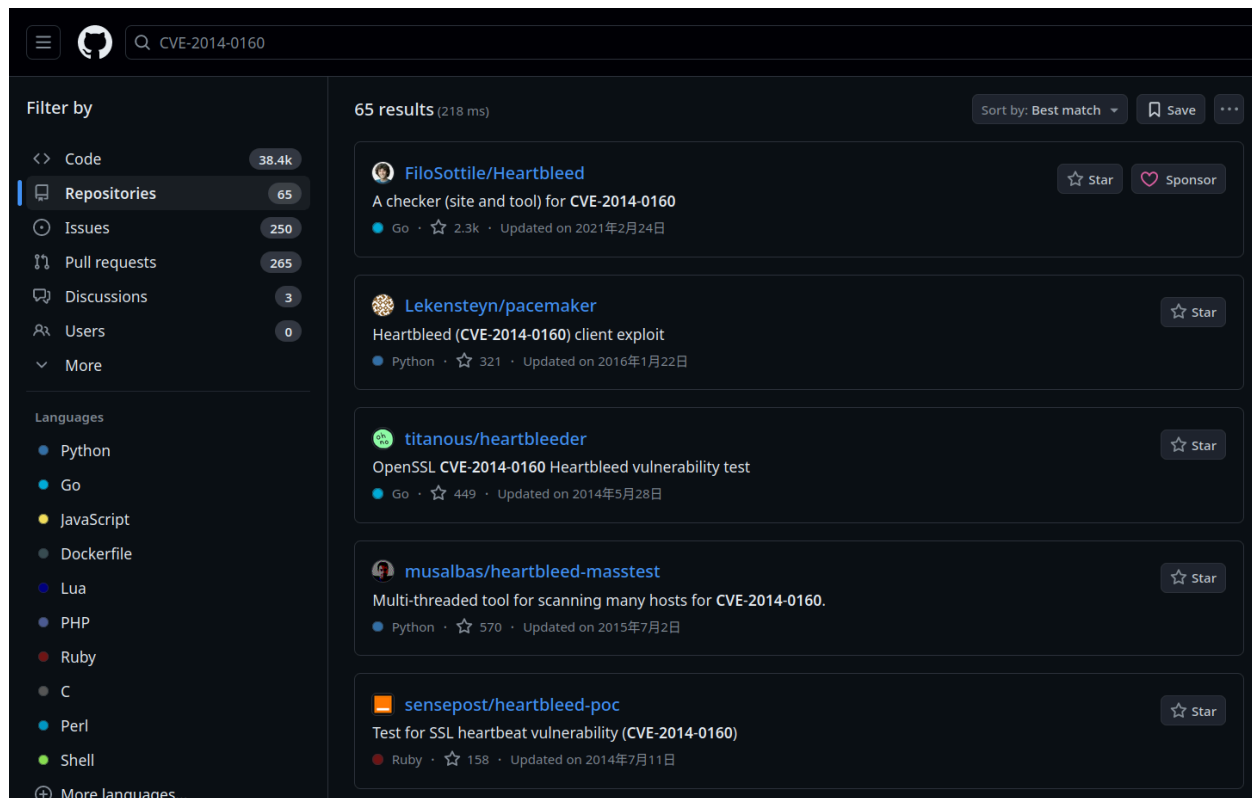 CVE-2014-0160
Filter by
Code 38.4k
Repositories 65
Issues 250
Pull requests 265
Discussions 3
Users 0
More
Languages
Python
Go
JavaScript
Dockerfile
Lua
PHP
Ruby
C
Perl
Shell
More languages...
65 results (218 ms)
Sort by: Best match
Save
FiloSottile/Heartbleed
Star
Sponsor
A checker (site and tool) for CVE-2014-0160
Go · 2.3k · Updated on 2021年2月24日
Lekensteyn/pacemaker
Star
Heartbleed (CVE-2014-0160) client exploit
Python · 321 · Updated on 2016年1月22日
titanous/heartbleeder
Star
OpenSSL CVE-2014-0160 Heartbleed vulnerability test
Go · 449 · Updated on 2014年5月28日
musalbas/heartbleed-masstest
Star
Multi-threaded tool for scanning many hosts for CVE-2014-0160.
Python · 570 · Updated on 2015年7月2日
sensepost/heartbleed-poc
Star
Test for SSL heartbeat vulnerability (CVE-2014-0160)
Ruby · 158 · Updated on 2014年7月11日